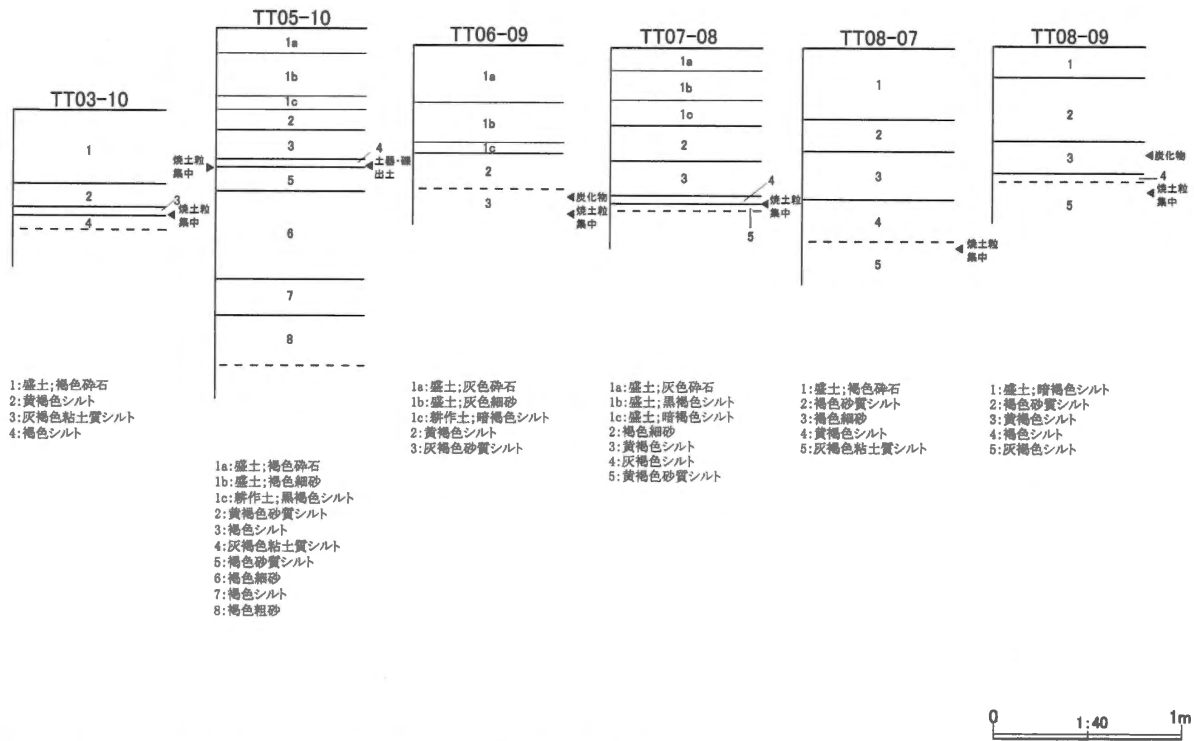 TT03-10
1
2
3
焼土粒
集中
4
1:盛土;褐色砕石
2:黄褐色シルト
3:灰褐色粘土質シルト
4:褐色シルト
TT05-10
1a
1b
1c
2
3
4
焼土粒
集中
土器・礫
出土
5
6
7
8
1a:盛土;褐色砕石
1b:盛土;褐色細砂
1c:耕作土;黒褐色シルト
2:黄褐色砂質シルト
3:褐色シルト
4:灰褐色粘土質シルト
5:褐色砂質シルト
6:褐色細砂
7:褐色シルト
8:褐色粗砂
TT06-09
1a
1b
1c
2
炭化物
3
焼土粒
集中
1a:盛土;灰色砕石
1b:盛土;灰色細砂
1c:耕作土;暗褐色シルト
2:黄褐色シルト
3:灰褐色砂質シルト
TT07-08
1a
1b
1c
2
3
4
焼土粒
集中
5
1a:盛土;灰色砕石
1b:盛土;黒褐色シルト
1c:盛土;暗褐色シルト
2:褐色細砂
3:黄褐色シルト
4:灰褐色シルト
5:黄褐色砂質シルト
TT08-07
1
2
3
4
焼土粒
集中
5
1:盛土;褐色砕石
2:褐色砂質シルト
3:褐色細砂
4:黄褐色シルト
5:灰褐色粘土質シルト
TT08-09
1
2
3
炭化物
4
焼土粒
集中
5
1:盛土;暗褐色シルト
2:褐色砂質シルト
3:黄褐色シルト
4:褐色シルト
5:灰褐色シルト
0 1:40 1m